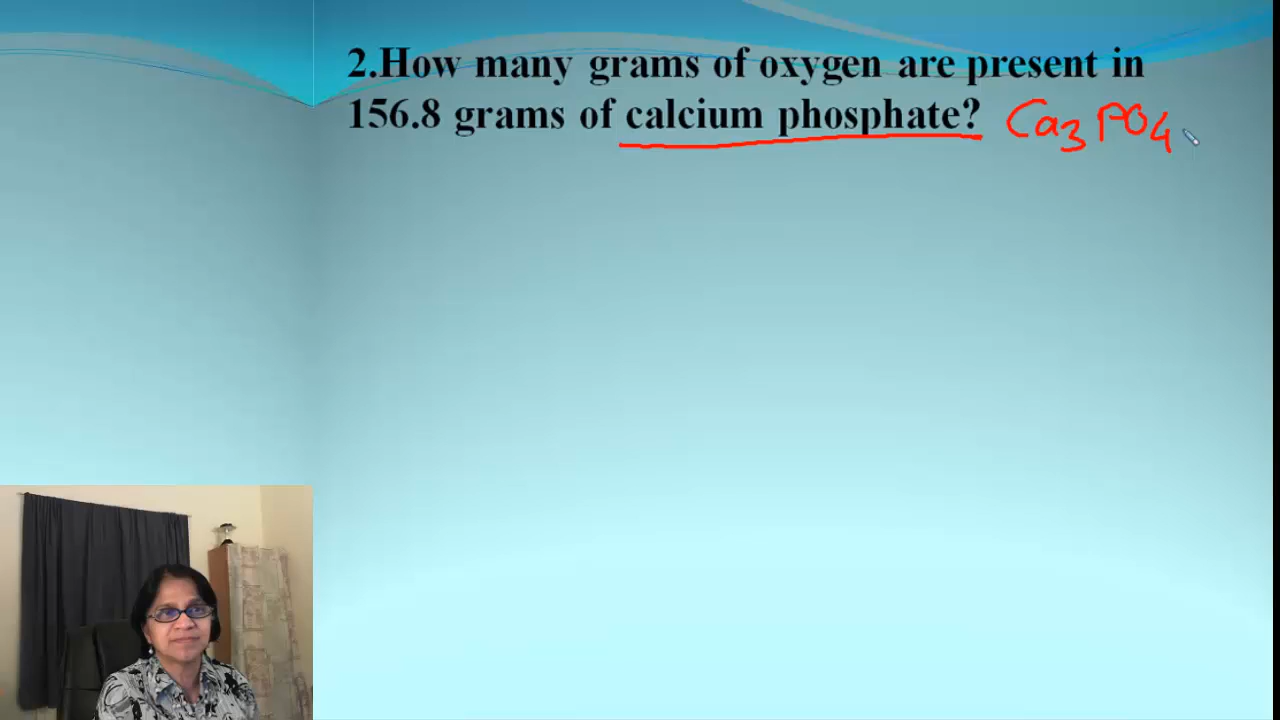 2.How many grams of oxygen are present in
156.8 grams of calcium phosphate? Ca3PO4